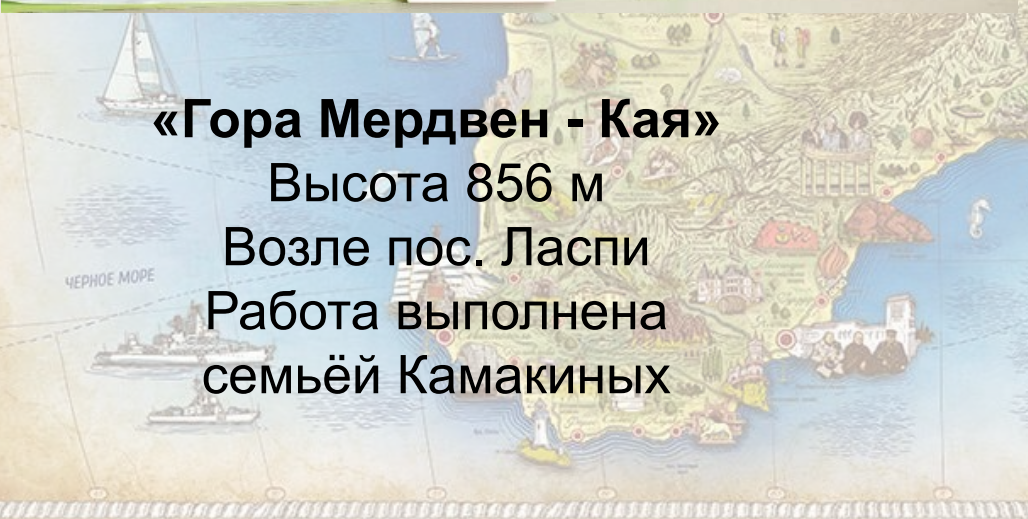 «Гора Мердвен - Кая»
Высота 856 м
Возле пос. Ласпи
Работа выполнена
семьёй Камакиных
ЧЕРНОЕ МОРЕ